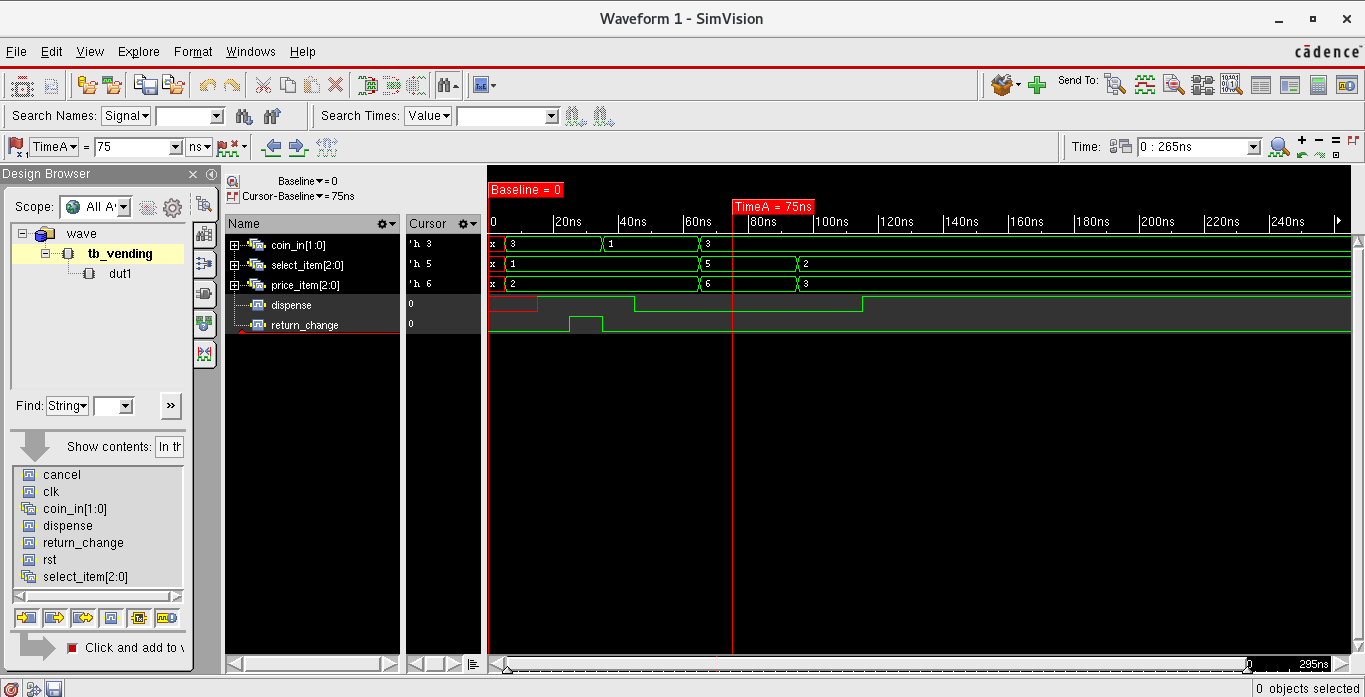 Waveform 1 - SimVision
File Edit View Explore Format Windows Help
cādence
Send To:
Search Names: Signal
Search Times: Value
TimeA = 75 ns
Time: 0 : 265ns
Design Browser
Baseline = 0
Cursor-Baseline = 75ns
Scope: All A
wave
tb_vending
dut1
Name Cursor
coin_in[1:0] 'h 3
select_item[2:0] 'h 5
price_item[2:0] 'h 6
dispense 0
return_change 0
Baseline = 0
TimeA = 75ns
0 20ns 40ns 60ns 80ns 100ns 120ns 140ns 160ns 180ns 200ns 220ns 240ns
x 3 1 3
x 1 5 2
x 2 6 3
Find: String
»
Show contents: In th
cancel
clk
coin_in[1:0]
dispense
return_change
rst
select_item[2:0]
Click and add to
0 295ns
0 objects selected